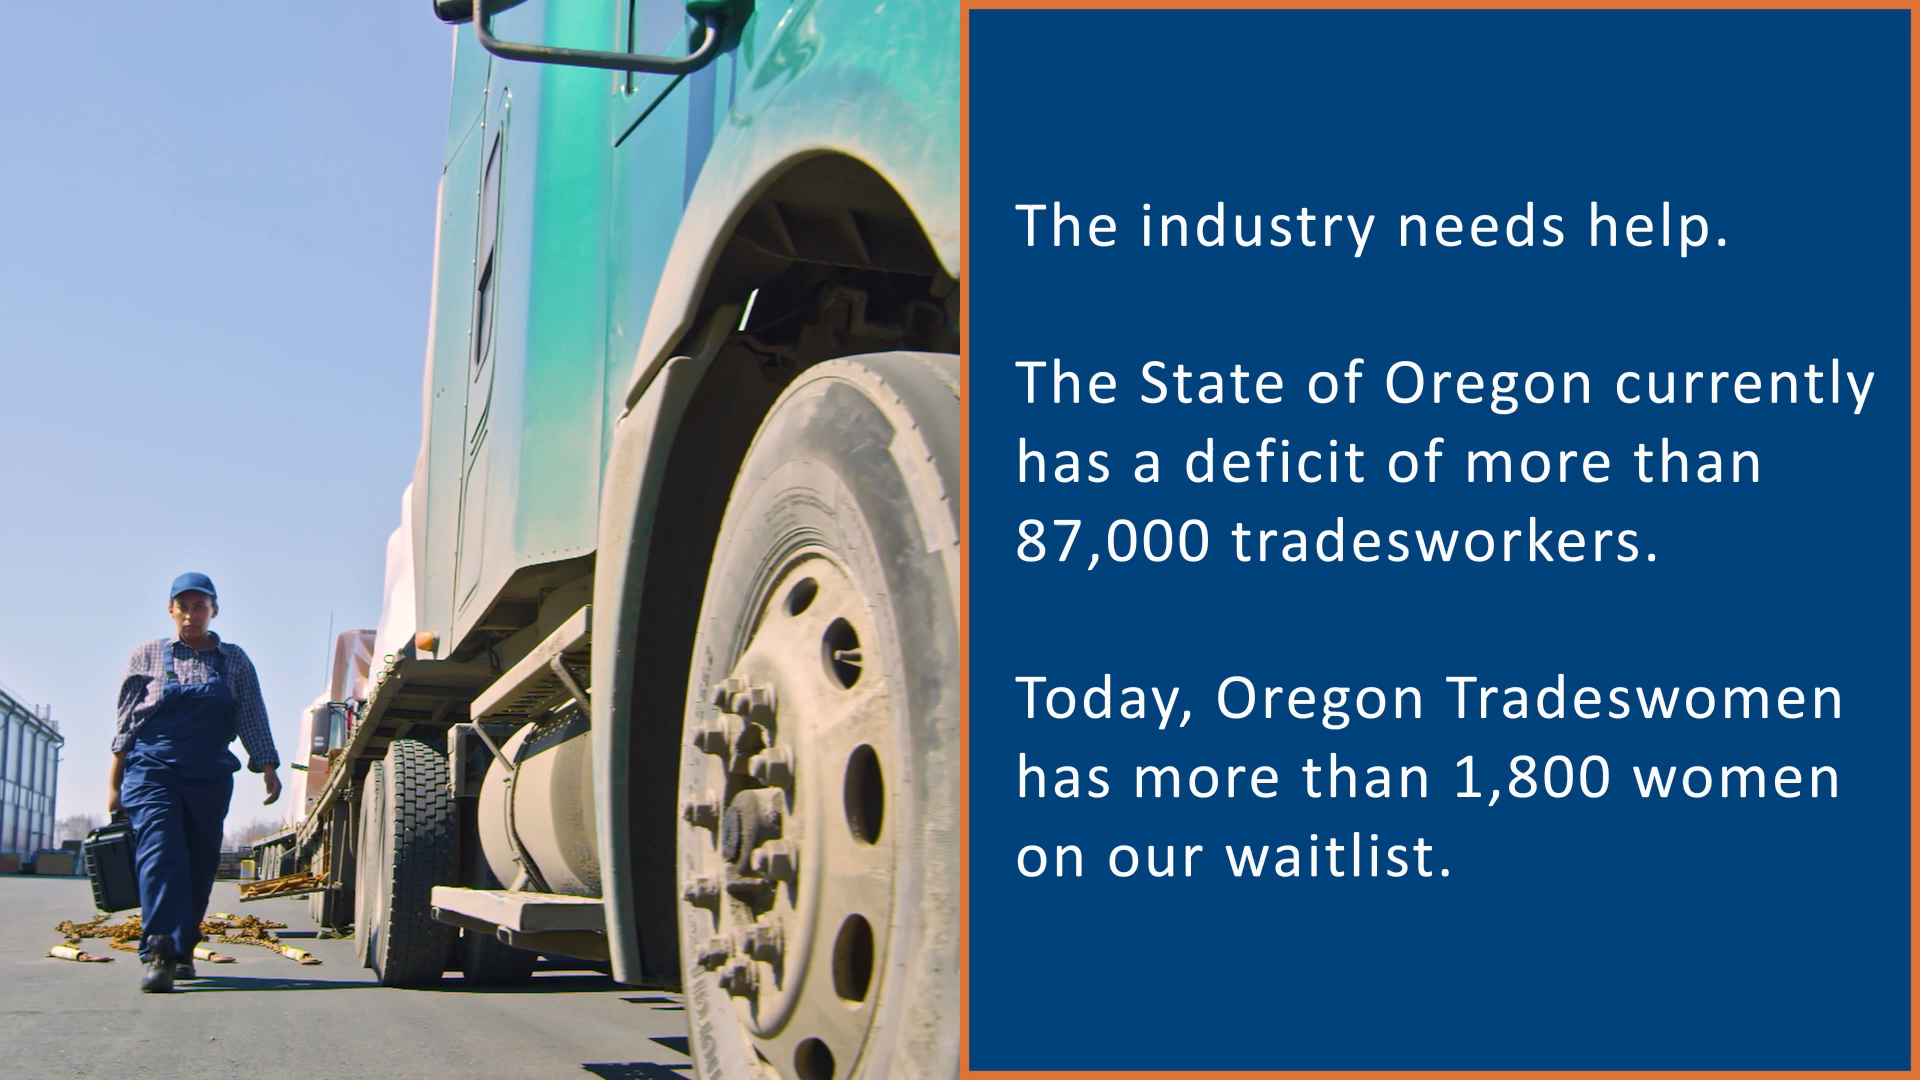 The industry needs help.
The State of Oregon currently
has a deficit of more than
87,000 tradesworkers.
Today, Oregon Tradeswomen
has more than 1,800 women
on our waitlist.